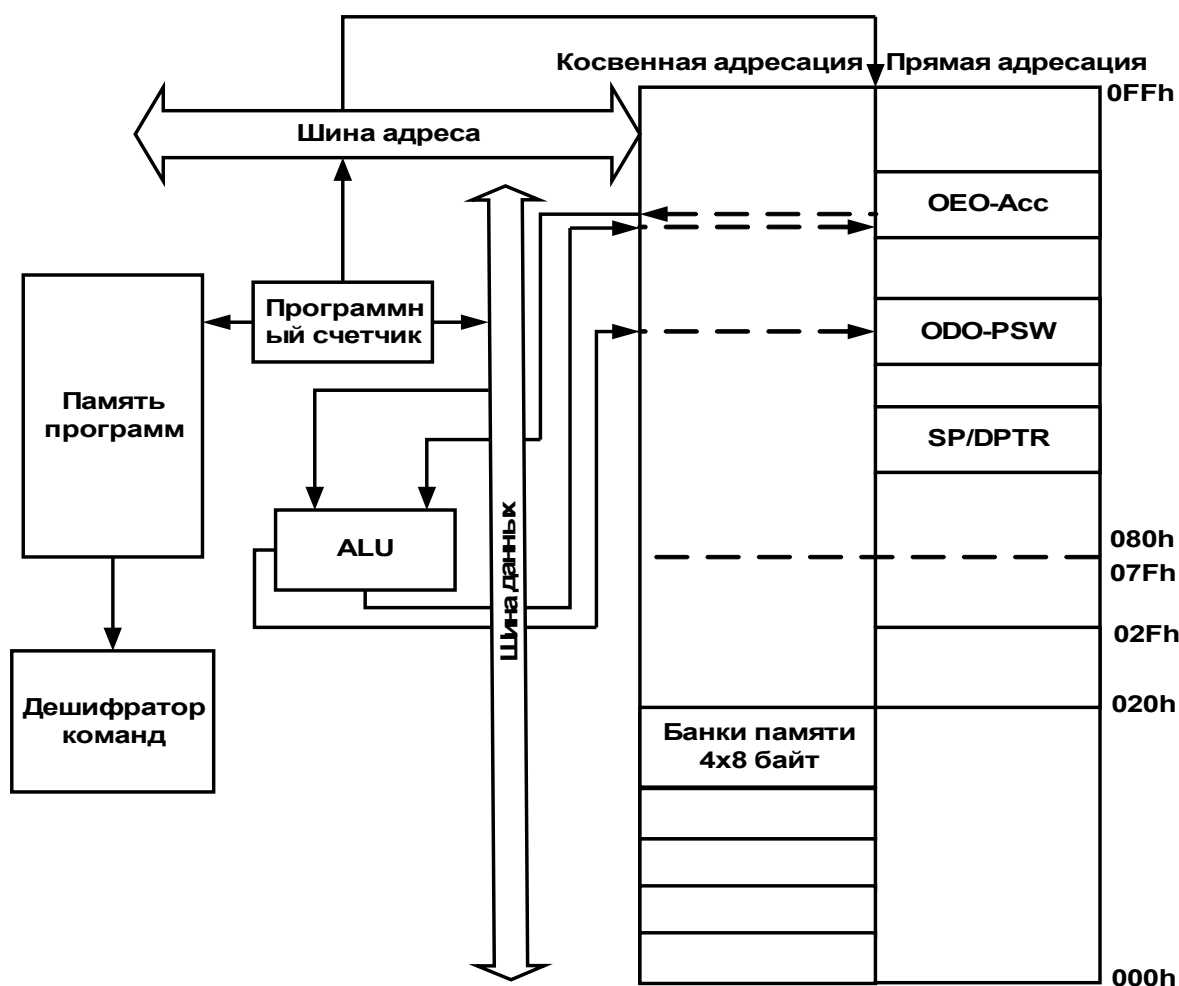 Косвенная адресация
Прямая адресация
0FFh
Шина адреса
OEO-Acc
Программн
ый счетчик
ODO-PSW
Память
программ
SP/DPTR
ALU
Шина данных
080h
07Fh
02Fh
020h
Дешифратор
команд
Банки памяти
4x8 байт
000h